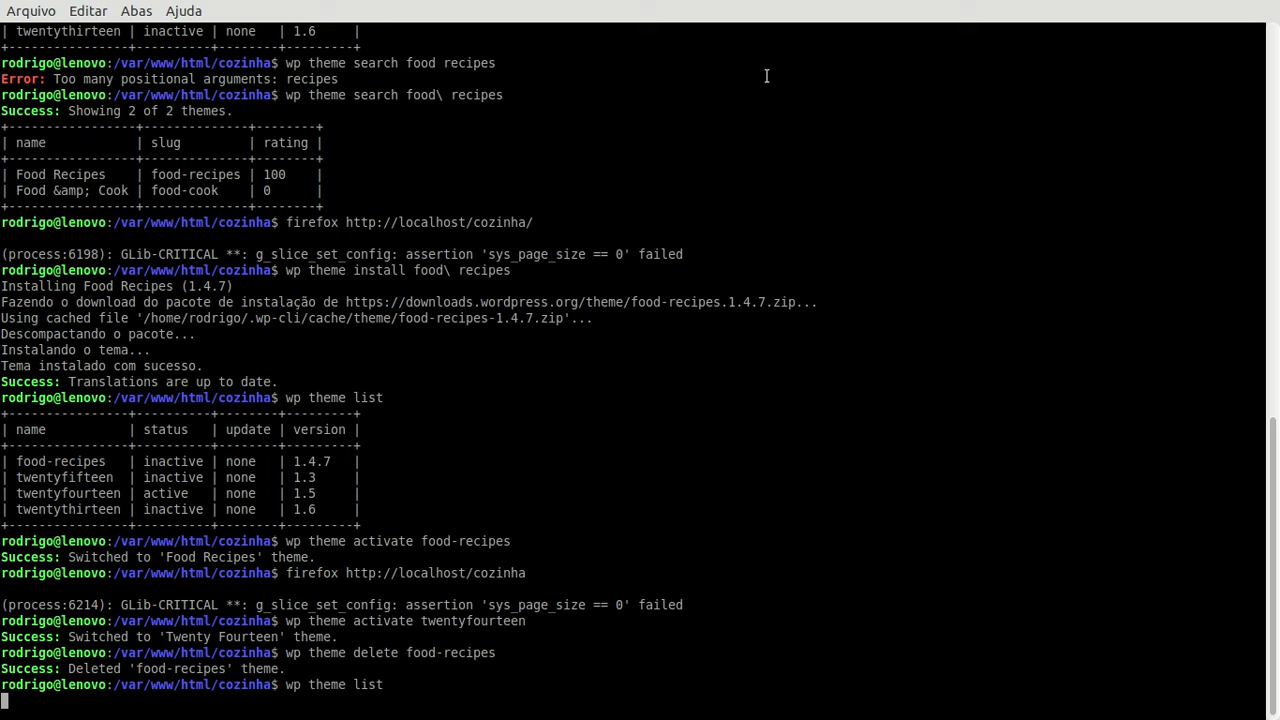 Arquivo Editar Abas Ajuda
| twentythirteen | inactive | none   | 1.6     |
+----------------+----------+--------+---------+
rodrigo@lenovo:/var/www/html/cozinha$ wp theme search food recipes
Error: Too many positional arguments: recipes
rodrigo@lenovo:/var/www/html/cozinha$ wp theme search food\ recipes
Success: Showing 2 of 2 themes.
+-----------------+--------------+--------+
| name            | slug         | rating |
+-----------------+--------------+--------+
| Food Recipes    | food-recipes | 100    |
| Food &amp; Cook | food-cook    | 0      |
+-----------------+--------------+--------+
rodrigo@lenovo:/var/www/html/cozinha$ firefox http://localhost/cozinha/
(process:6198): GLib-CRITICAL **: g_slice_set_config: assertion 'sys_page_size == 0' failed
rodrigo@lenovo:/var/www/html/cozinha$ wp theme install food\ recipes
Installing Food Recipes (1.4.7)
Fazendo o download do pacote de instalação de https://downloads.wordpress.org/theme/food-recipes.1.4.7.zip...
Using cached file '/home/rodrigo/.wp-cli/cache/theme/food-recipes-1.4.7.zip'...
Descompactando o pacote...
Instalando o tema...
Tema instalado com sucesso.
Success: Translations are up to date.
rodrigo@lenovo:/var/www/html/cozinha$ wp theme list
+----------------+----------+--------+---------+
| name           | status   | update | version |
+----------------+----------+--------+---------+
| food-recipes   | inactive | none   | 1.4.7   |
| twentyfifteen  | inactive | none   | 1.3     |
| twentyfourteen | active   | none   | 1.5     |
| twentythirteen | inactive | none   | 1.6     |
+----------------+----------+--------+---------+
rodrigo@lenovo:/var/www/html/cozinha$ wp theme activate food-recipes
Success: Switched to 'Food Recipes' theme.
rodrigo@lenovo:/var/www/html/cozinha$ firefox http://localhost/cozinha
(process:6214): GLib-CRITICAL **: g_slice_set_config: assertion 'sys_page_size == 0' failed
rodrigo@lenovo:/var/www/html/cozinha$ wp theme activate twentyfourteen
Success: Switched to 'Twenty Fourteen' theme.
rodrigo@lenovo:/var/www/html/cozinha$ wp theme delete food-recipes
Success: Deleted 'food-recipes' theme.
rodrigo@lenovo:/var/www/html/cozinha$ wp theme list